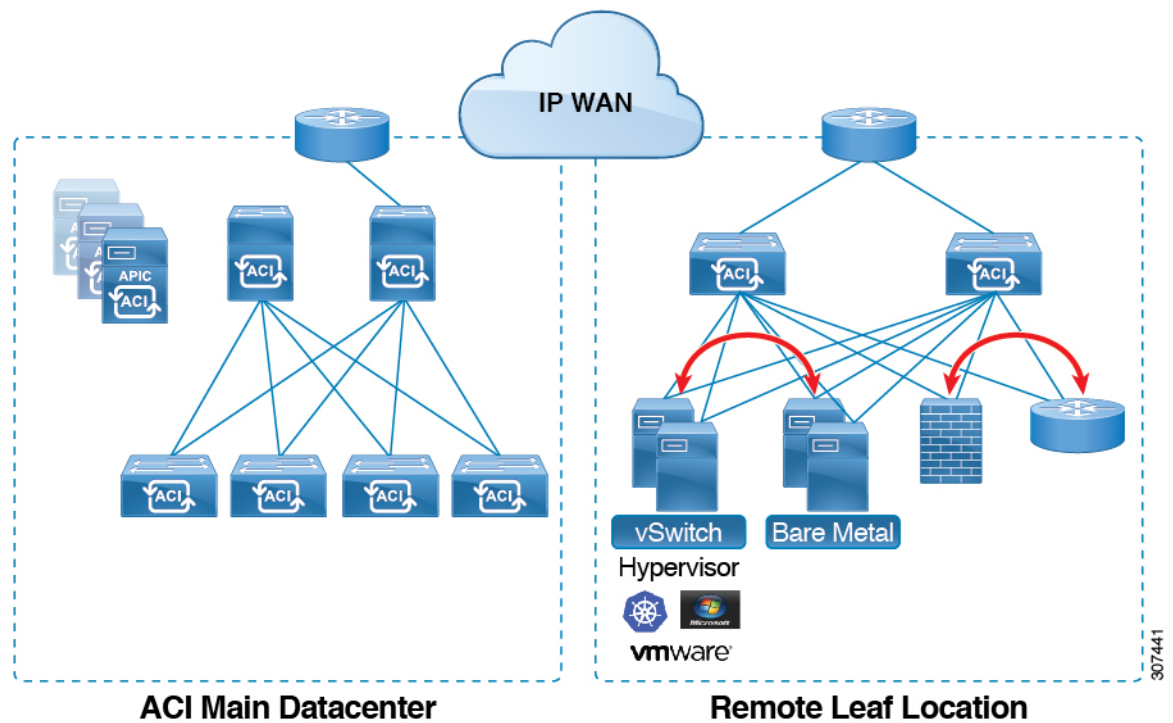 IP WAN
APIC
ACI
ACI
ACI
ACI
ACI
ACI
ACI
ACI
ACI
vSwitch
Bare Metal
Hypervisor
Microsoft
vmware
307441
ACI Main Datacenter
Remote Leaf Location